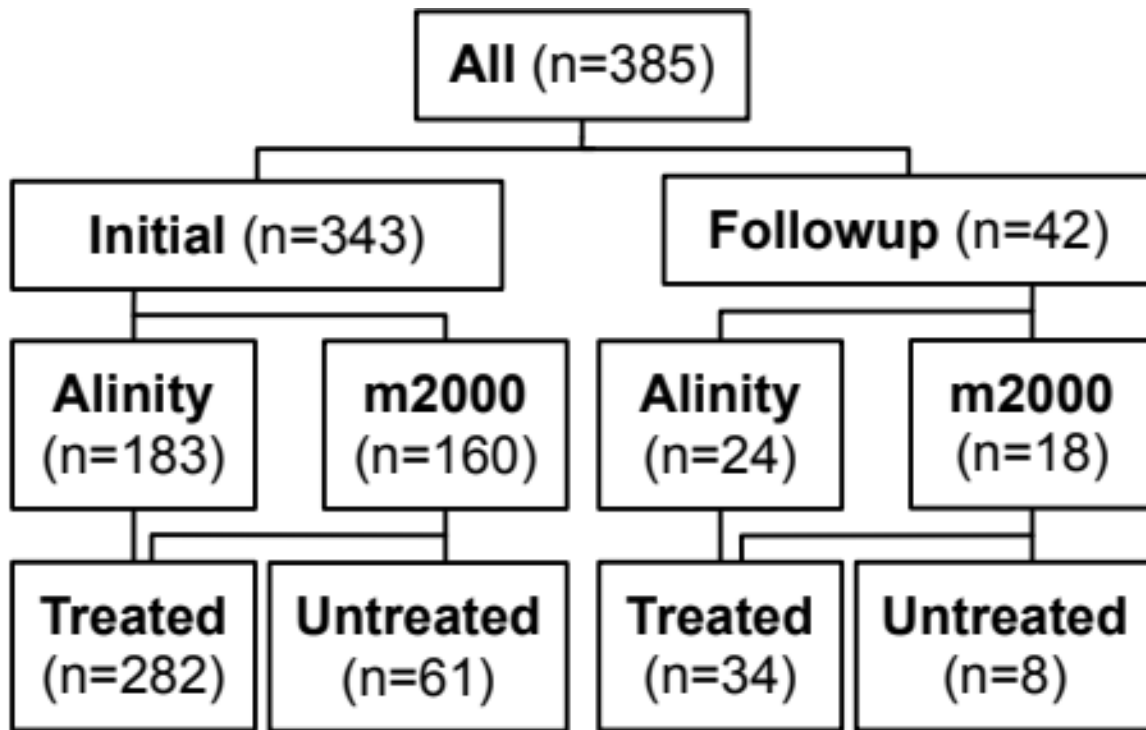 All (n=385)
Initial (n=343)
Followup (n=42)
Alinity
(n=183)
m2000
(n=160)
Alinity
(n=24)
m2000
(n=18)
Treated
(n=282)
Untreated
(n=61)
Treated
(n=34)
Untreated
(n=8)